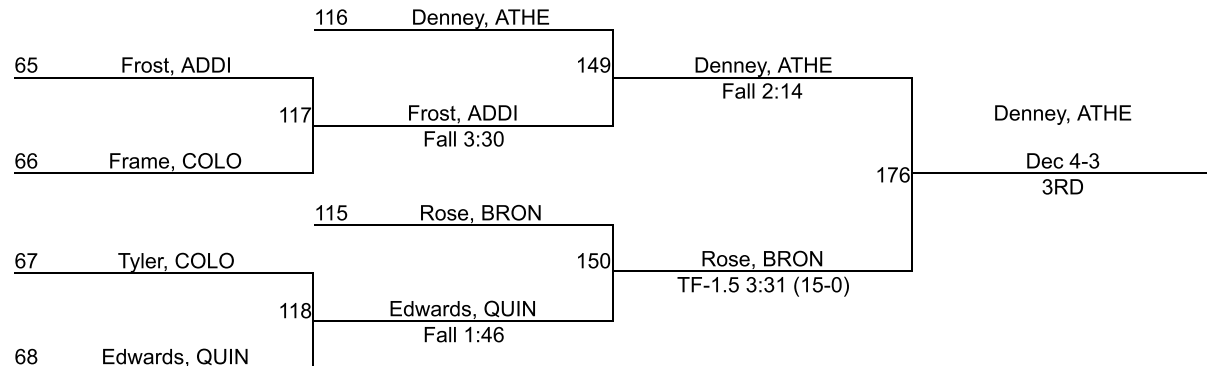 116 Denney, ATHE
65 Frost, ADDI
149 Denney, ATHE
Fall 2:14
117 Frost, ADDI
Fall 3:30
Denney, ATHE
66 Frame, COLO
176 Dec 4-3
3RD
115 Rose, BRON
67 Tyler, COLO
150 Rose, BRON
TF-1.5 3:31 (15-0)
118 Edwards, QUIN
Fall 1:46
68 Edwards, QUIN